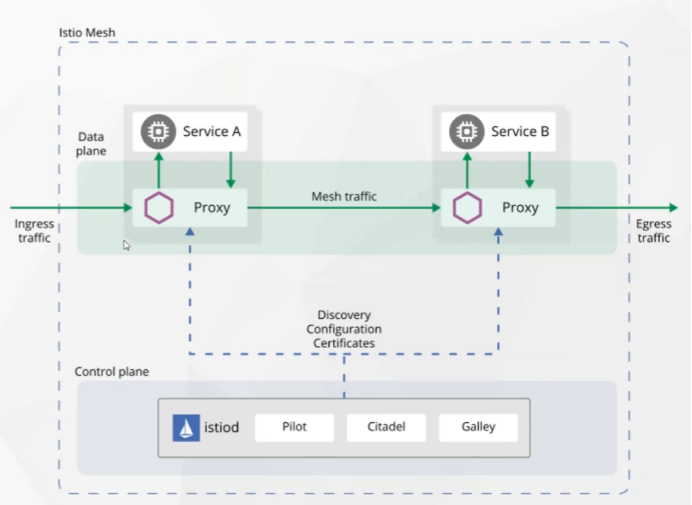 Istio Mesh
Data
plane
Service A
Service B
Proxy
Mesh traffic
Proxy
Ingress
traffic
Egress
traffic
Discovery
Configuration
Certificates
Control plane
istiod
Pilot
Citadel
Galley